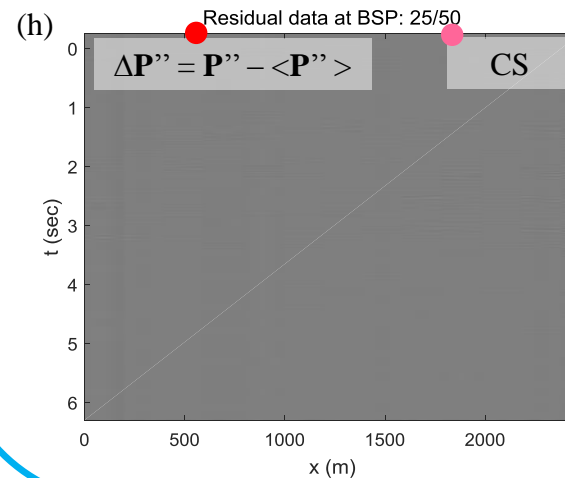 (h)
Residual data at BSP: 25/50
ΔP’’ = P’’ − <P’’ >
CS
0
1
2
3
4
5
6
t (sec)
0 500 1000 1500 2000
x (m)